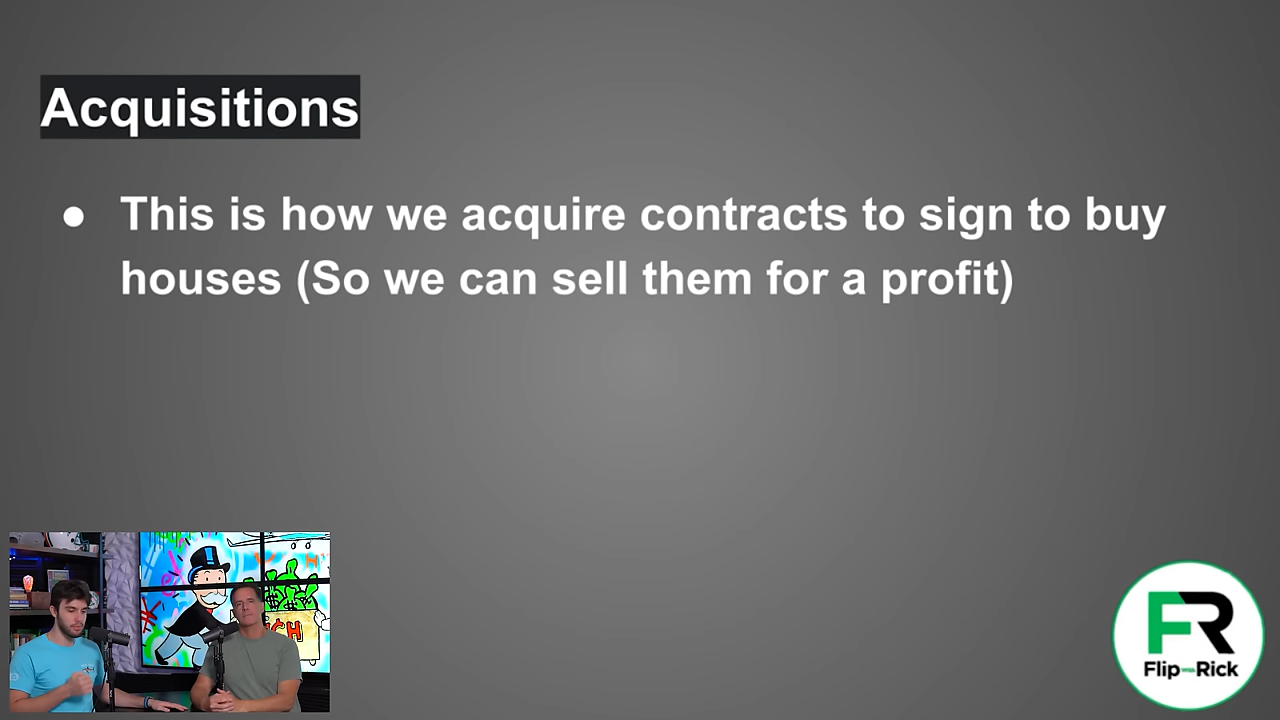 Acquisitions
● This is how we acquire contracts to sign to buy
houses (So we can sell them for a profit)
FR
Flip Rick